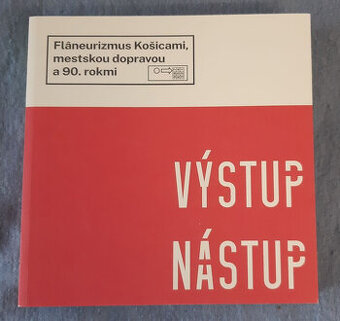 Flâneurizmus Košicami,
mestskou dopravou
a 90. rokmi
VÝSTUP
NÁSTUP